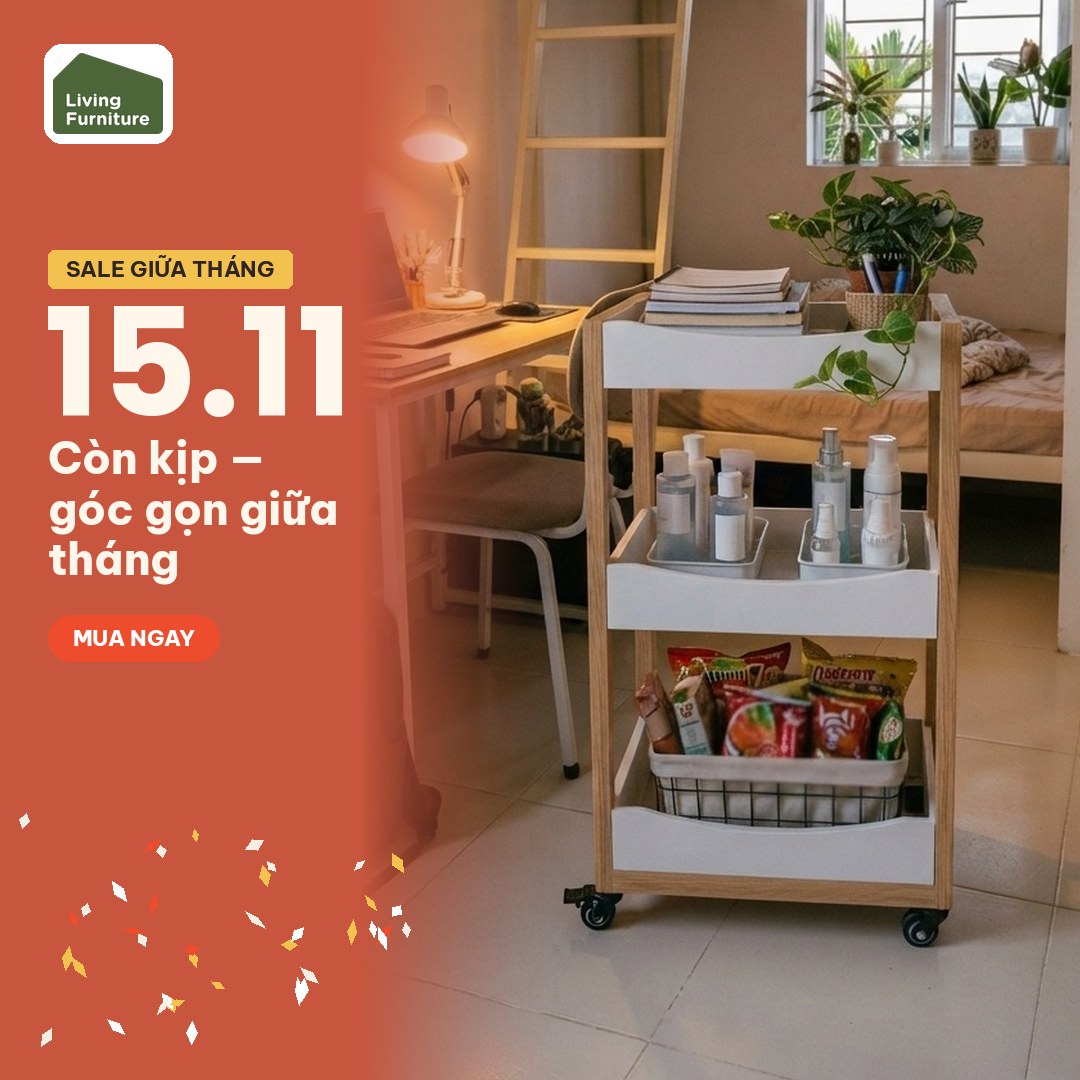 Living
Furniture
SALE GIỮA THÁNG
15.11
Còn kịp –
góc gọn giữa
tháng
MUA NGAY